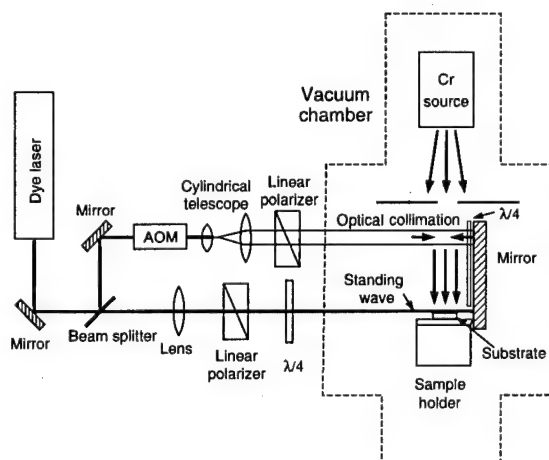 Cr
source
Vacuum
chamber
Dye laser
Mirror
Cylindrical
telescope
Linear
polarizer
AOM
Optical collimation
λ/4
Mirror
Standing
wave
Mirror
Beam splitter
Lens
Linear
polarizer
λ/4
Substrate
Sample
holder